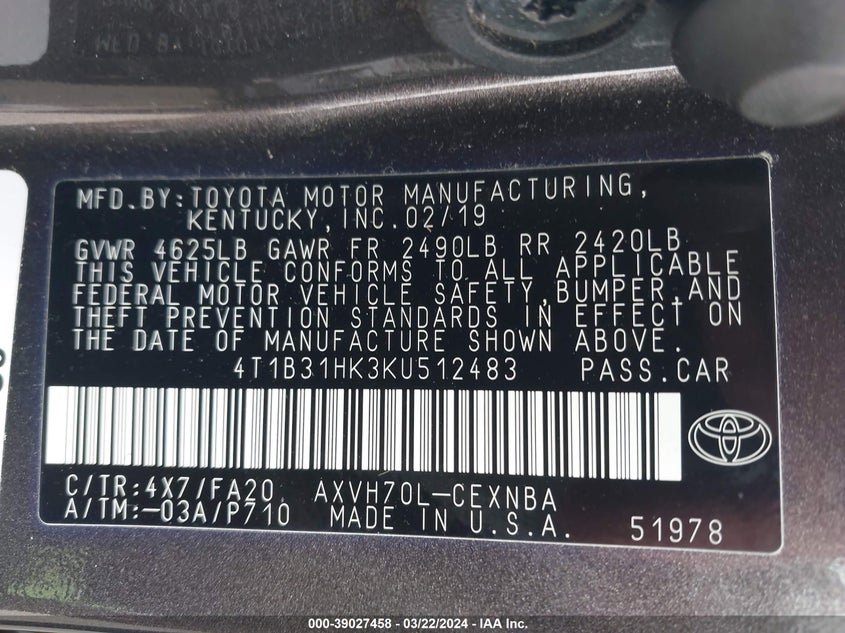 MFD.BY:TOYOTA MOTOR MANUFACTURING,
KENTUCKY,INC.02/19
GVWR 4625LB GAWR FR 2490LB RR 2420LB
THIS VEHICLE CONFORMS TO ALL APPLICABLE
FEDERAL MOTOR VEHICLE SAFETY,BUMPER,AND
THEFT PREVENTION STANDARDS IN EFFECT ON
THE DATE OF MANUFACTURE SHOWN ABOVE.
4T1B31HK3KU512483 PASS.CAR
C/TR:4X7/FA20 AXVH70L-CEXNBA
A/TM:-03A/P710 MADE IN U.S.A. 51978
000-39027458 - 03/22/2024 - IAA Inc.